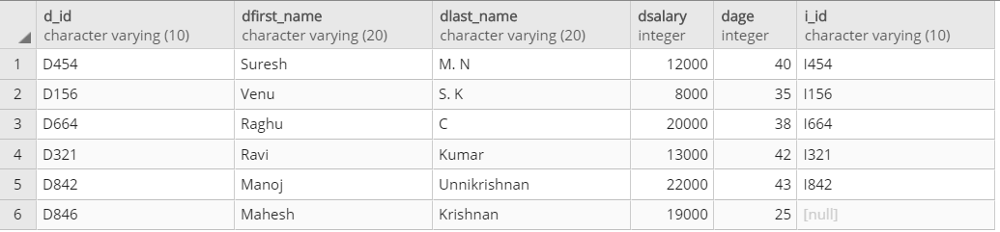 d_id dfirst_name dlast_name dsalary dage i_id
character varying (10) character varying (20) character varying (20) integer integer character varying (10)
1 D454 Suresh M. N 12000 40 I454
2 D156 Venu S. K 8000 35 I156
3 D664 Raghu C 20000 38 I664
4 D321 Ravi Kumar 13000 42 I321
5 D842 Manoj Unnikrishnan 22000 43 I842
6 D846 Mahesh Krishnan 19000 25 [null]